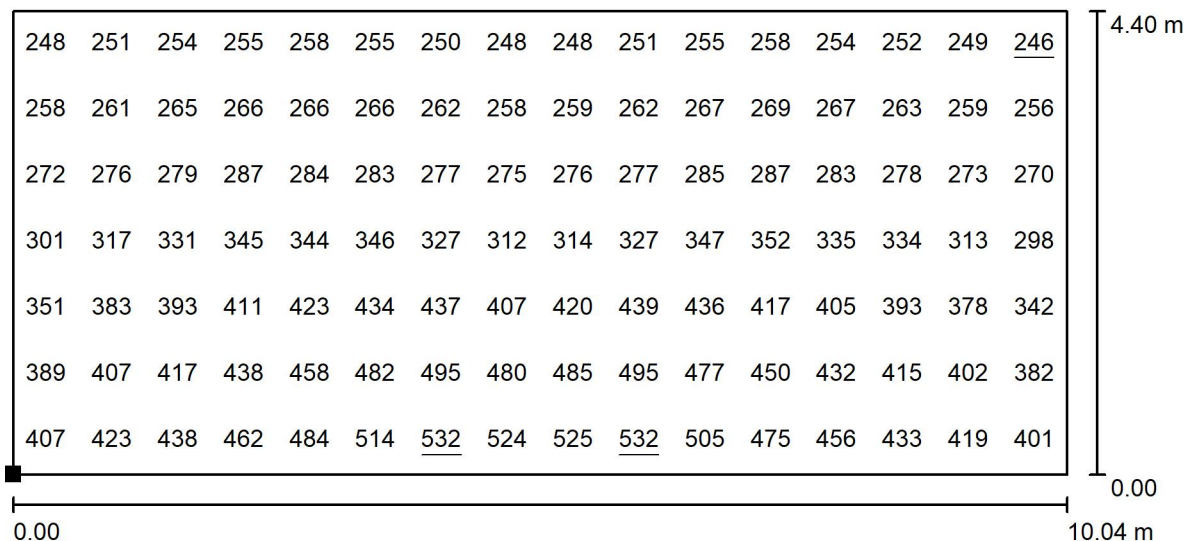 248 251 254 255 258 255 250 248 248 251 255 258 254 252 249 246
4.40 m
258 261 265 266 266 266 262 258 259 262 267 269 267 263 259 256
272 276 279 287 284 283 277 275 276 277 285 287 283 278 273 270
301 317 331 345 344 346 327 312 314 327 347 352 335 334 313 298
351 383 393 411 423 434 437 407 420 439 436 417 405 393 378 342
389 407 417 438 458 482 495 480 485 495 477 450 432 415 402 382
407 423 438 462 484 514 532 524 525 532 505 475 456 433 419 401
0.00
0.00 10.04 m